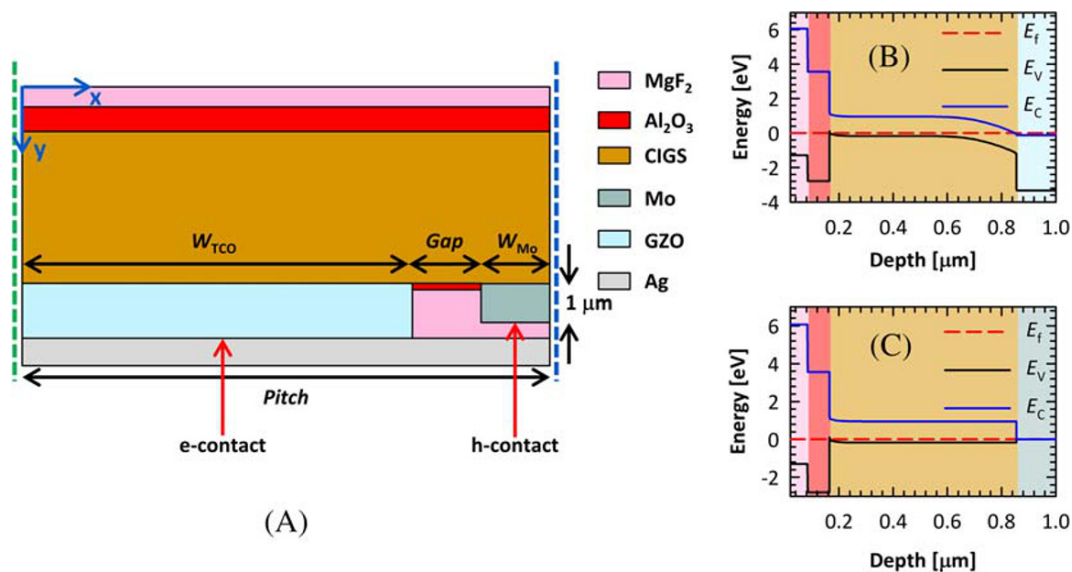 x
y
W_TCO
Gap
W_Mo
1 μm
Pitch
e-contact
h-contact
MgF₂
Al₂O₃
CIGS
Mo
GZO
Ag
(A)
6
4
2
0
-2
-4
Energy [eV]
(B)
E_f
E_V
E_C
0.2 0.4 0.6 0.8 1.0
Depth [μm]
6
4
2
0
-2
Energy [eV]
(C)
E_f
E_V
E_C
0.2 0.4 0.6 0.8 1.0
Depth [μm]